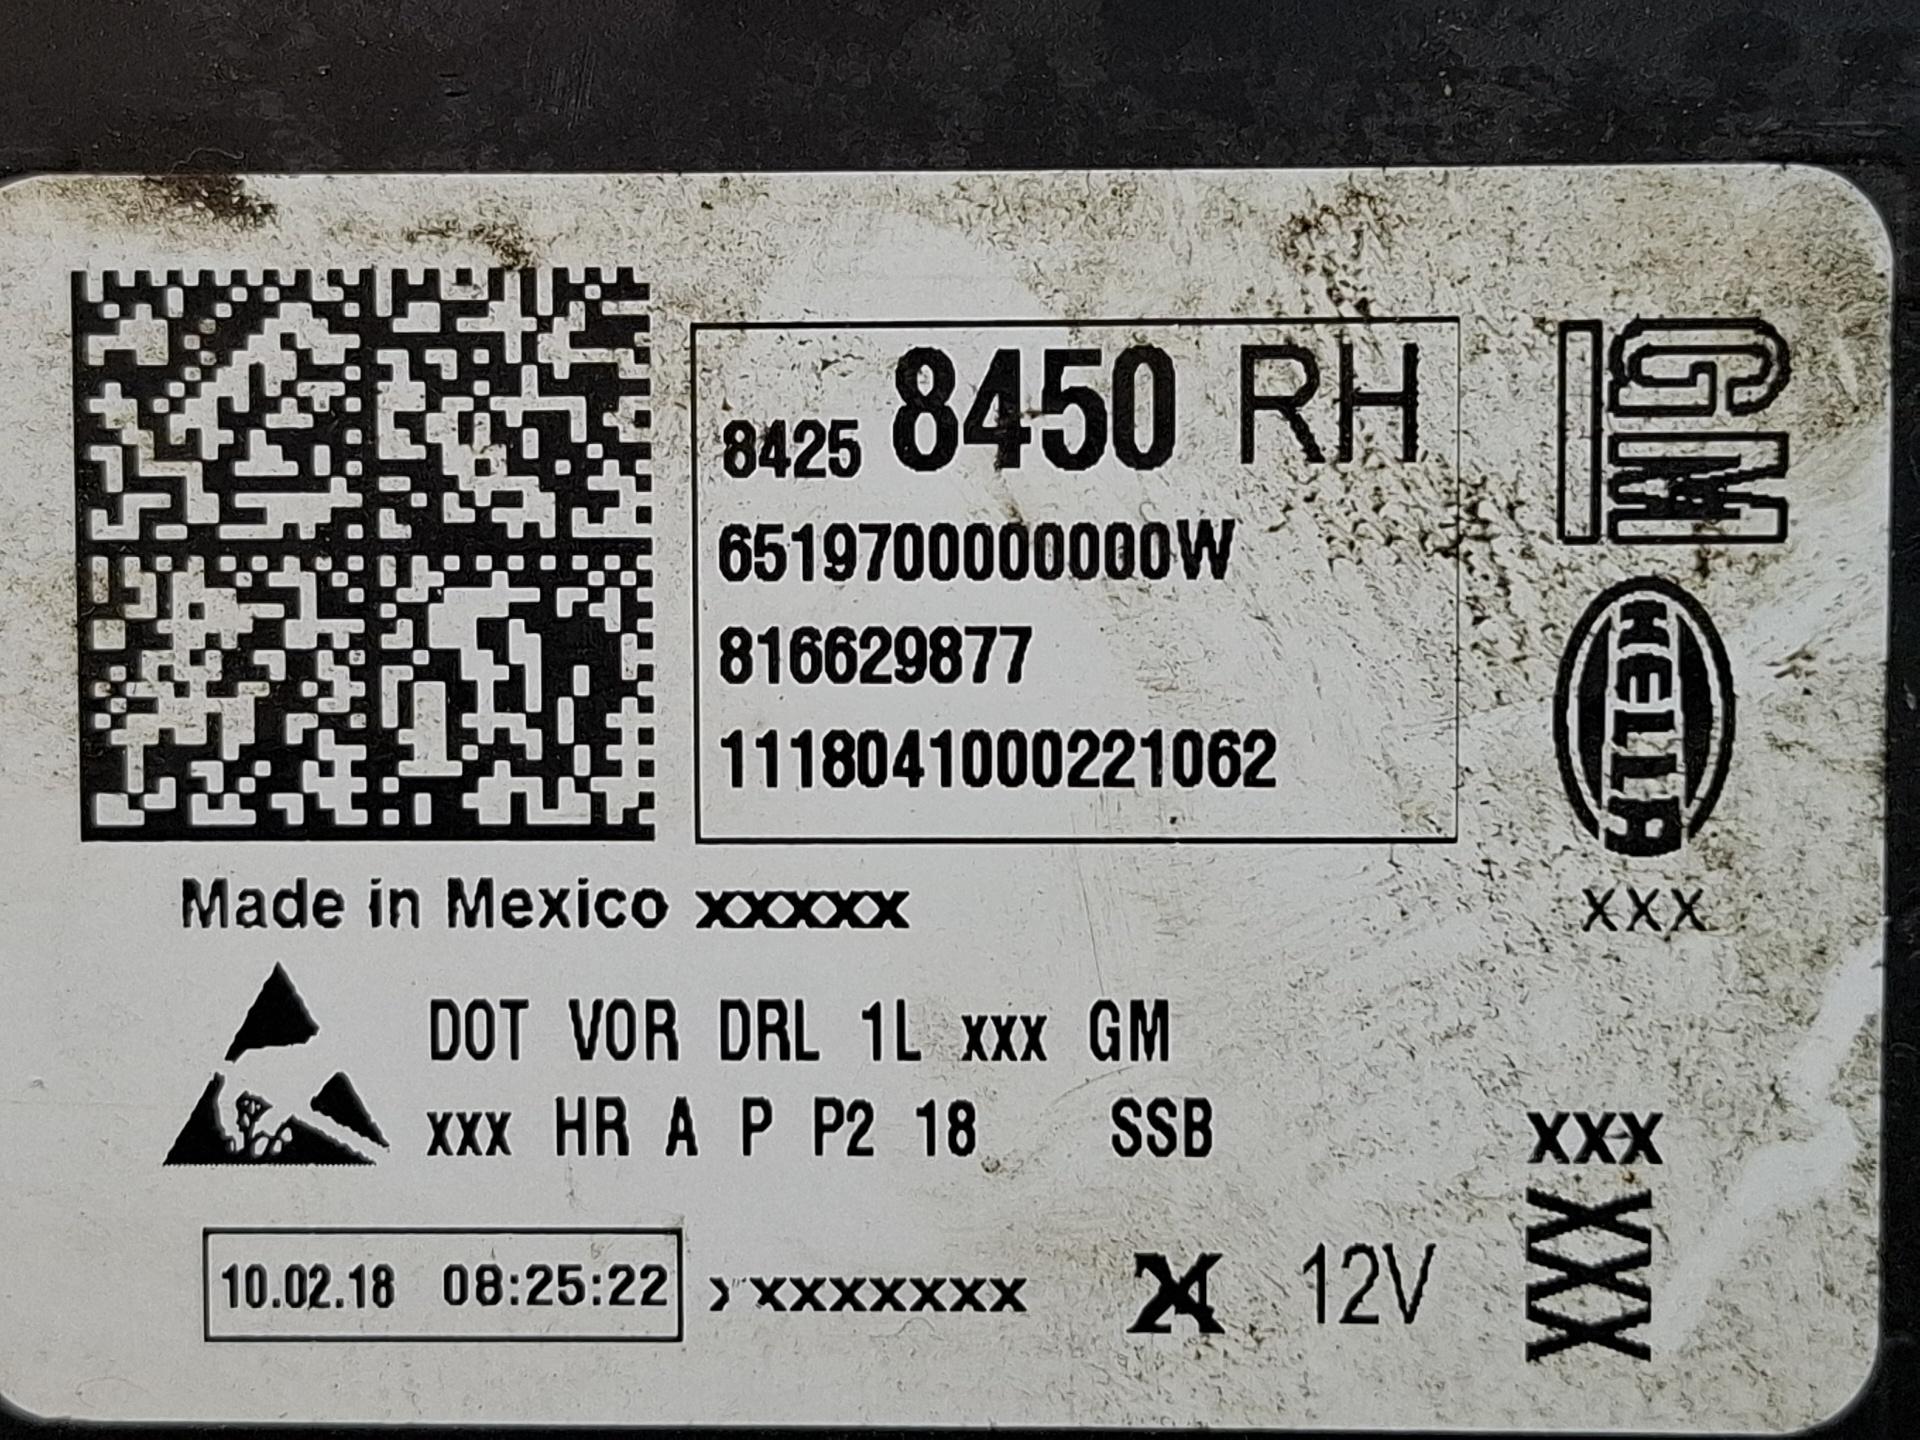 8425 8450 RH
6519700000000W
816629877
1118041000221062
GM
HELLA
xxx
Made in Mexico xxxxx
DOT VOR DRL 1L xxx GM
xxx HR A P P2 18 SSB
xxx
XXX
10.02.18 08:25:22 xxxxxxxx
12V